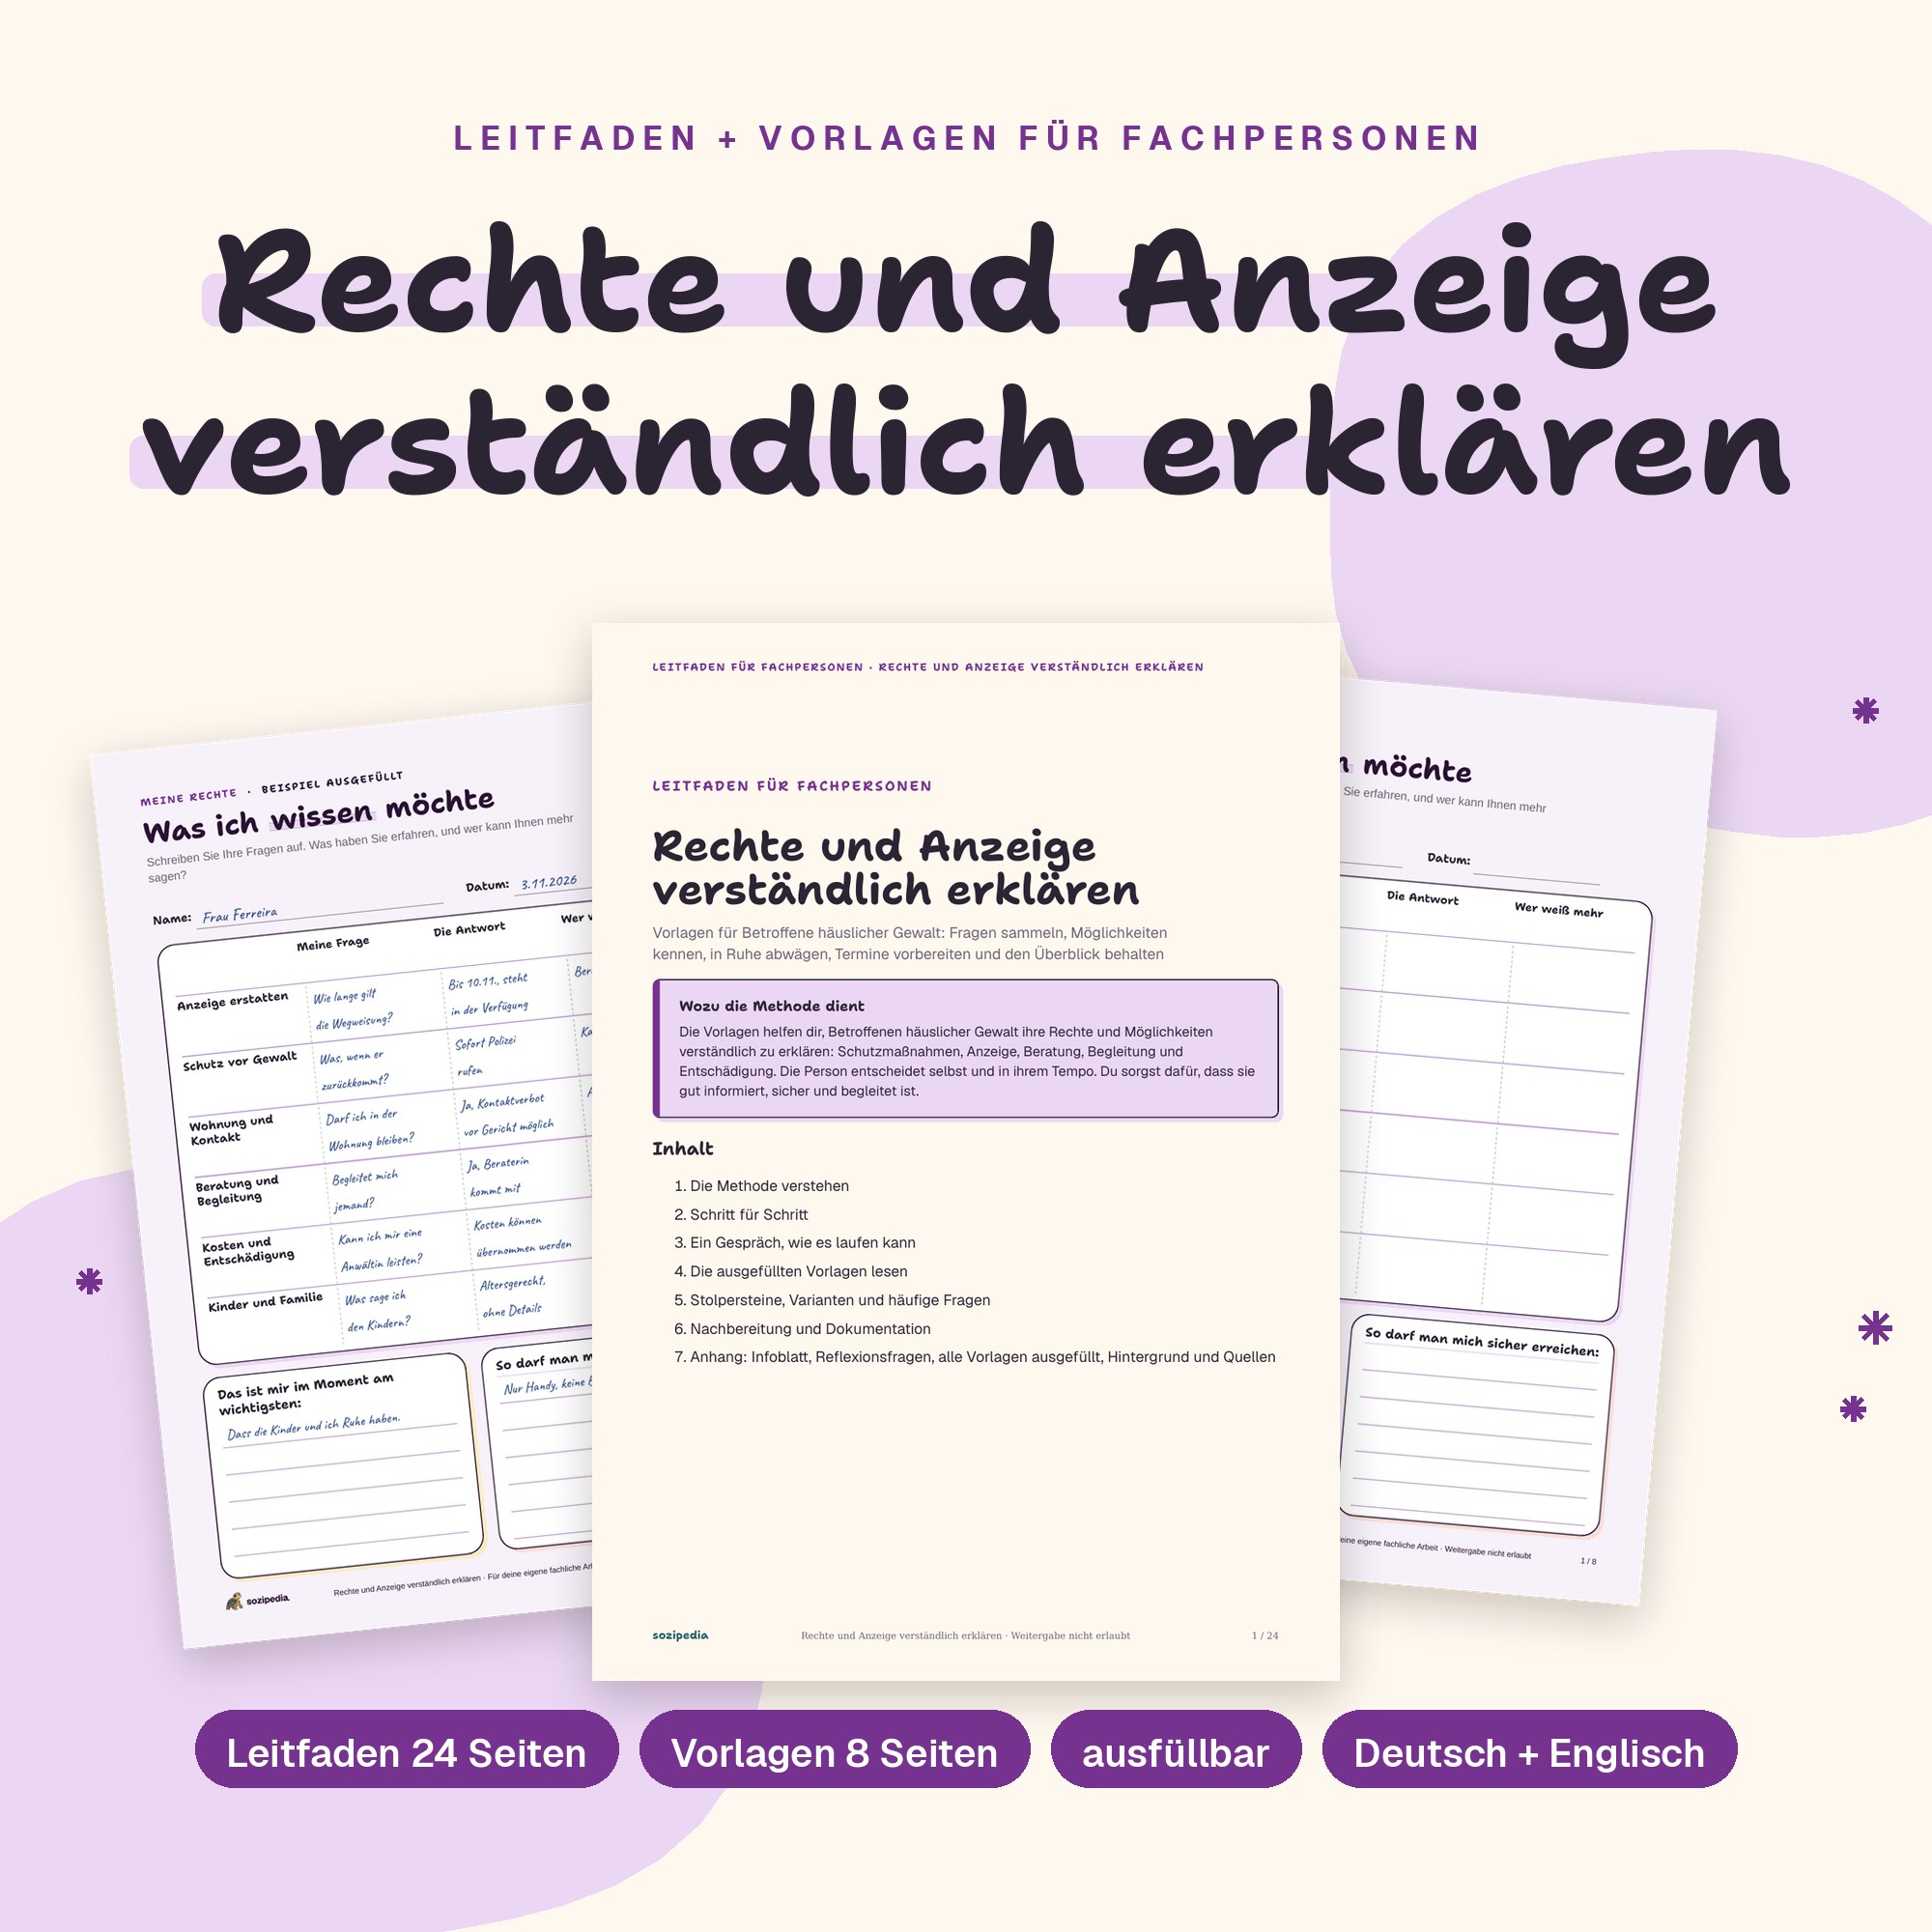 LEITFADEN + VORLAGEN FÜR FACHPERSONEN
Rechte und Anzeige
verständlich erklären
MEINE RECHTE · BEISPIEL AUSGEFÜLLT
Was ich wissen möchte
Schreiben Sie Ihre Fragen auf. Was haben Sie erfahren, und wer kann Ihnen mehr
sagen?
Name: Frau Ferreira
Datum: 3.11.2026
Meine Frage
Die Antwort
Wer
Anzeige erstatten
Wie lange gilt
die Wegweisung?
Bis 10.11., steht
in der Verfügung
Schutz vor Gewalt
Was, wenn er
zurückkommt?
Sofort Polizei
rufen
Wohnung und
Kontakt
Darf ich in der
Wohnung bleiben?
Ja, Kontaktverbot
vor Gericht möglich
Beratung und
Begleitung
Begleitet mich
jemand?
Ja, Beraterin
kommt mit
Kosten und
Entschädigung
Kann ich mir eine
Anwältin leisten?
Kosten können
übernommen werden
Kinder und Familie
Was sage ich
den Kindern?
Altersgerecht,
ohne Details
Das ist mir im Moment am
wichtigsten:
Dass die Kinder und ich Ruhe haben.
So darf man
Nur Handy, keine
sozipedia
Rechte und Anzeige verständlich erklären · Für deine eigene fachliche
LEITFADEN FÜR FACHPERSONEN · RECHTE UND ANZEIGE VERSTÄNDLICH ERKLÄREN
LEITFADEN FÜR FACHPERSONEN
Rechte und Anzeige
verständlich erklären
Vorlagen für Betroffene häuslicher Gewalt: Fragen sammeln, Möglichkeiten
kennen, in Ruhe abwägen, Termine vorbereiten und den Überblick behalten
Wozu die Methode dient
Die Vorlagen helfen dir, Betroffenen häuslicher Gewalt ihre Rechte und Möglichkeiten
verständlich zu erklären: Schutzmaßnahmen, Anzeige, Beratung, Begleitung und
Entschädigung. Die Person entscheidet selbst und in ihrem Tempo. Du sorgst dafür, dass sie
gut informiert, sicher und begleitet ist.
Inhalt
1. Die Methode verstehen
2. Schritt für Schritt
3. Ein Gespräch, wie es laufen kann
4. Die ausgefüllten Vorlagen lesen
5. Stolpersteine, Varianten und häufige Fragen
6. Nachbereitung und Dokumentation
7. Anhang: Infoblatt, Reflexionsfragen, alle Vorlagen ausgefüllt, Hintergrund und Quellen
sozipedia
Rechte und Anzeige verständlich erklären · Weitergabe nicht erlaubt
1 / 24
möchte
Sie erfahren, und wer kann Ihnen mehr
Datum:
Die Antwort
Wer weiß mehr
So darf man mich sicher erreichen:
eigene fachliche Arbeit · Weitergabe nicht erlaubt
1 / 8
Leitfaden 24 Seiten
Vorlagen 8 Seiten
ausfüllbar
Deutsch + Englisch